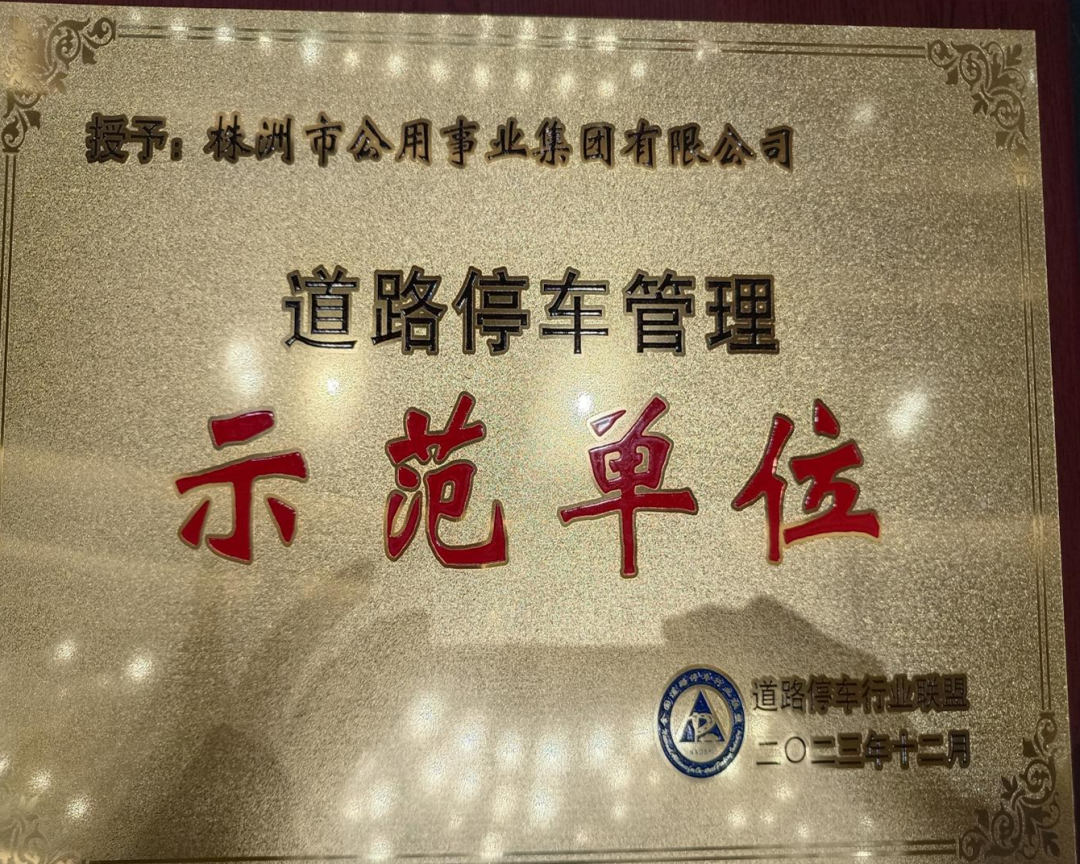 授予：株洲市公用事业集团有限公司
道路停车管理
示范单位
道路停车行业联盟
二〇二三年十二月